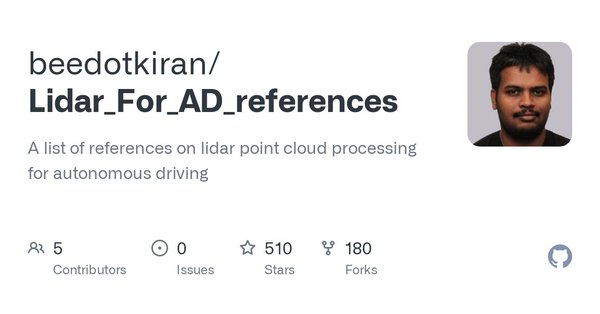 beedotkiran/
Lidar_For_AD_references
A list of references on lidar point cloud processing
for autonomous driving
5 0 510 180
Contributors Issues Stars Forks